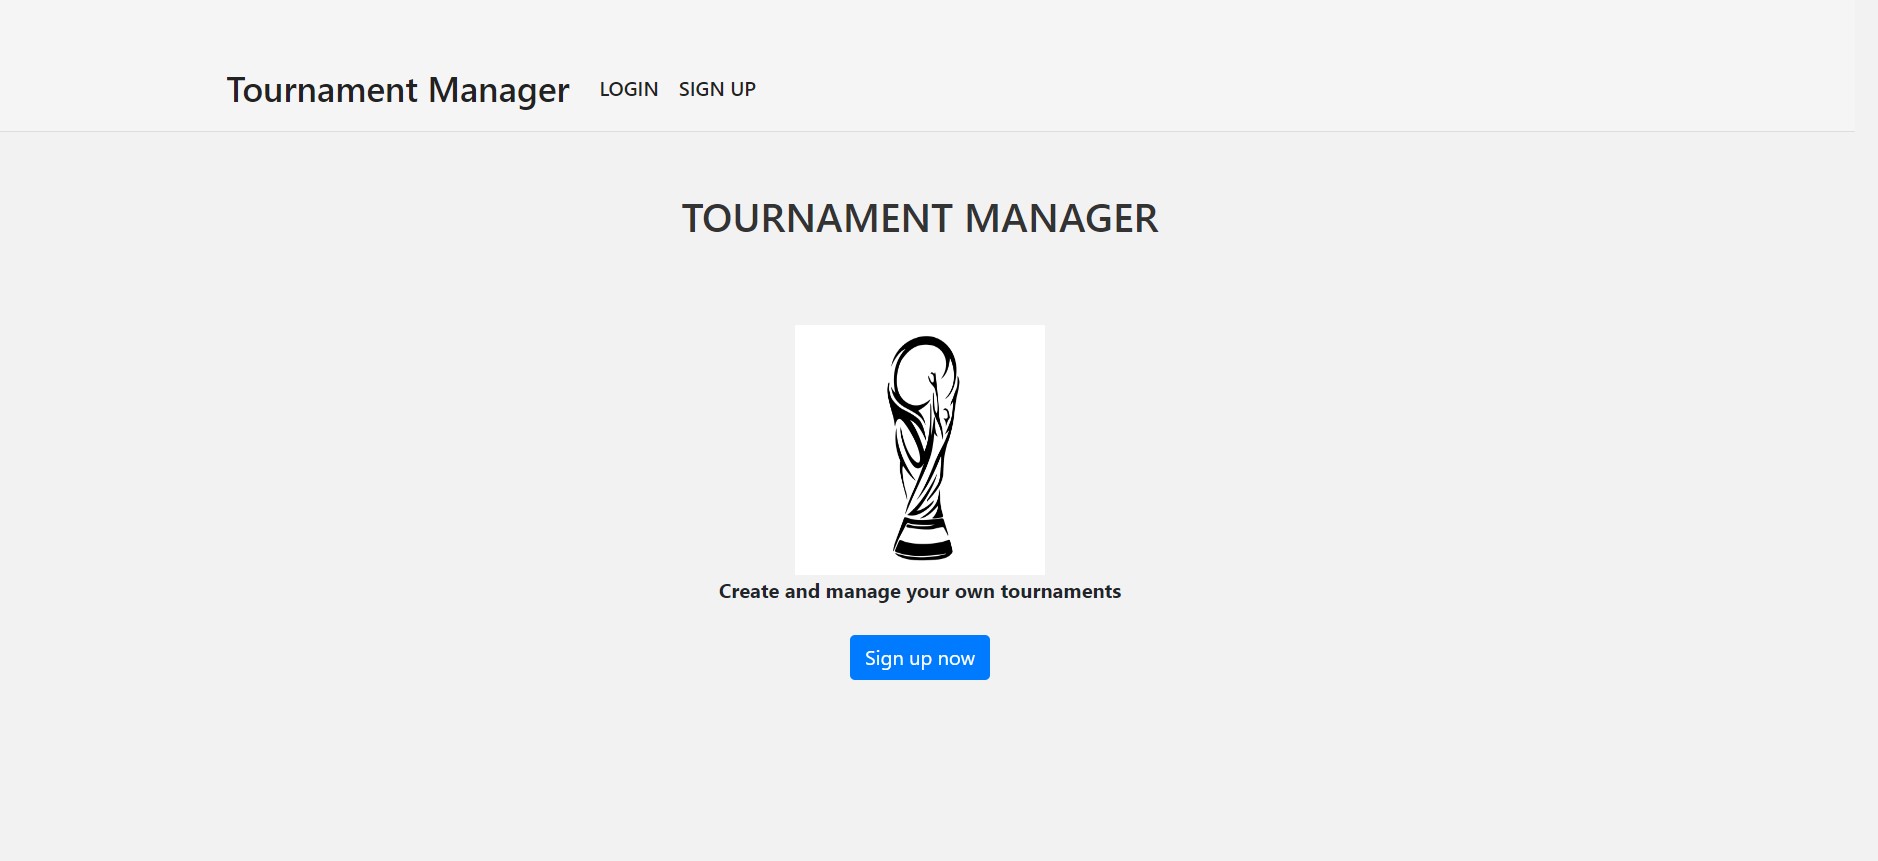 Tournament Manager LOGIN SIGN UP
TOURNAMENT MANAGER
Create and manage your own tournaments
Sign up now